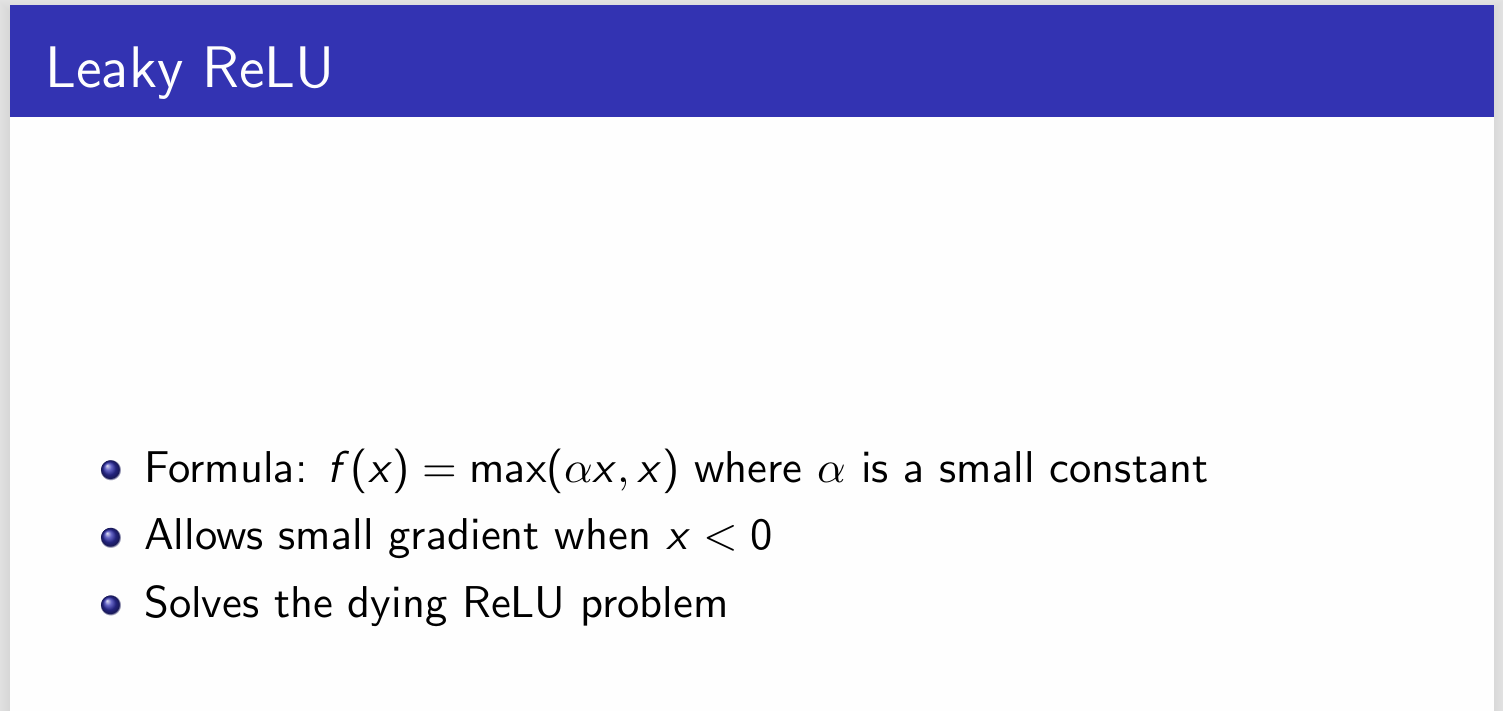 Leaky ReLU
Formula: f(x) = max(αx, x) where α is a small constant
Allows small gradient when x < 0
Solves the dying ReLU problem